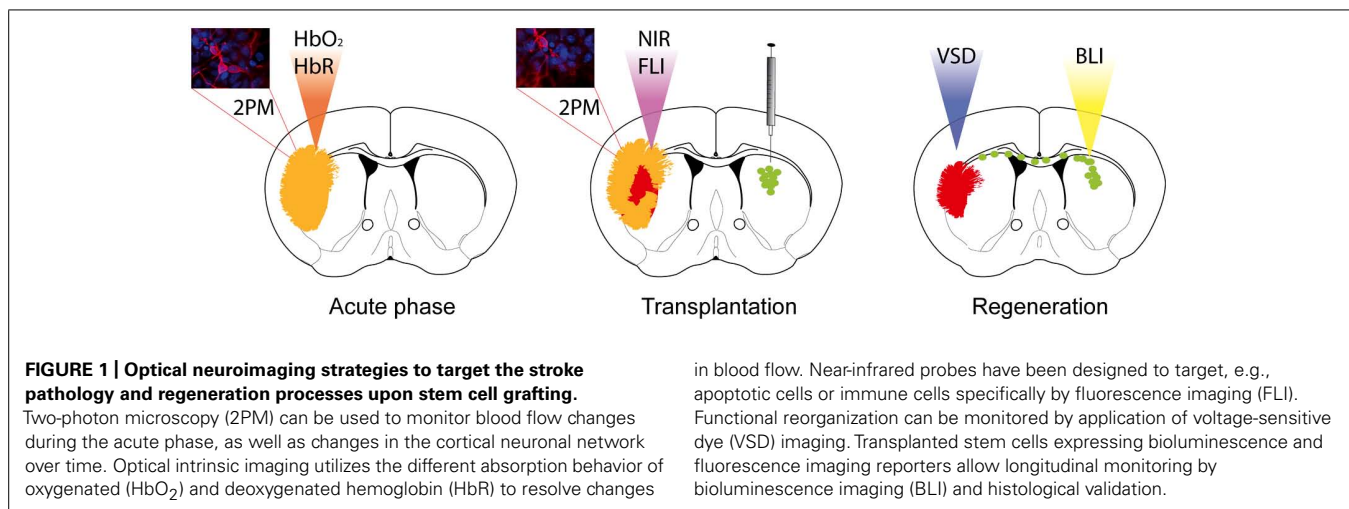 HbO₂
HbR
2PM
NIR
FLI
2PM
VSD
BLI
Acute phase
Transplantation
Regeneration
FIGURE 1 | Optical neuroimaging strategies to target the stroke
pathology and regeneration processes upon stem cell grafting.
Two-photon microscopy (2PM) can be used to monitor blood flow changes
during the acute phase, as well as changes in the cortical neuronal network
over time. Optical intrinsic imaging utilizes the different absorption behavior of
oxygenated (HbO₂) and deoxygenated hemoglobin (HbR) to resolve changes
in blood flow. Near-infrared probes have been designed to target, e.g.,
apoptotic cells or immune cells specifically by fluorescence imaging (FLI).
Functional reorganization can be monitored by application of voltage-sensitive
dye (VSD) imaging. Transplanted stem cells expressing bioluminescence and
fluorescence imaging reporters allow longitudinal monitoring by
bioluminescence imaging (BLI) and histological validation.